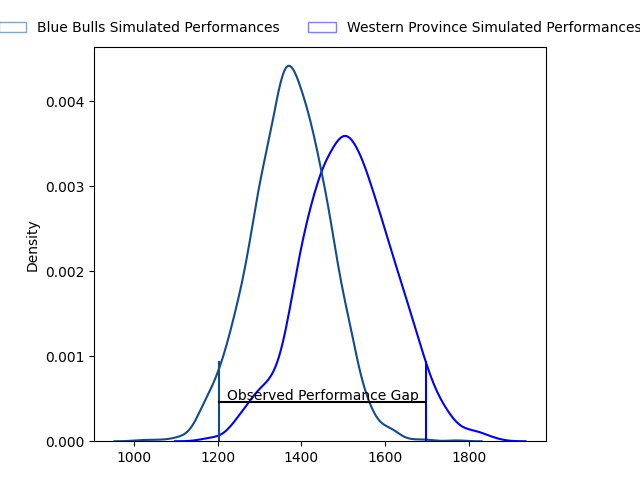 Blue Bulls Simulated Performances Western Province Simulated Performances
0.004
0.003
0.002
0.001
0.000
Density
Observed Performance Gap
1000 1200 1400 1600 1800